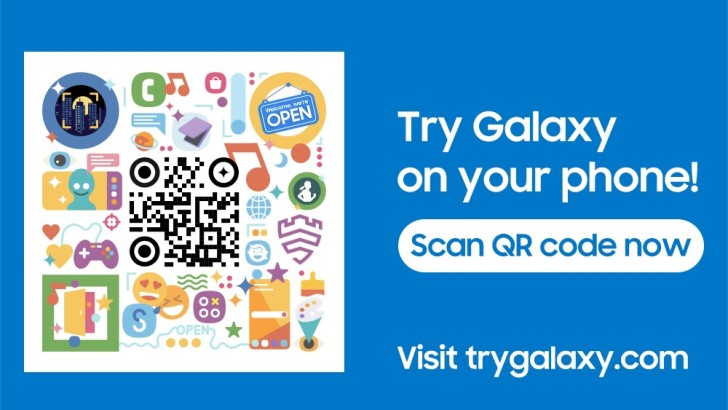 Welcome, we're
OPEN
OPEN
Try Galaxy
on your phone!
Scan QR code now
Visit trygalaxy.com